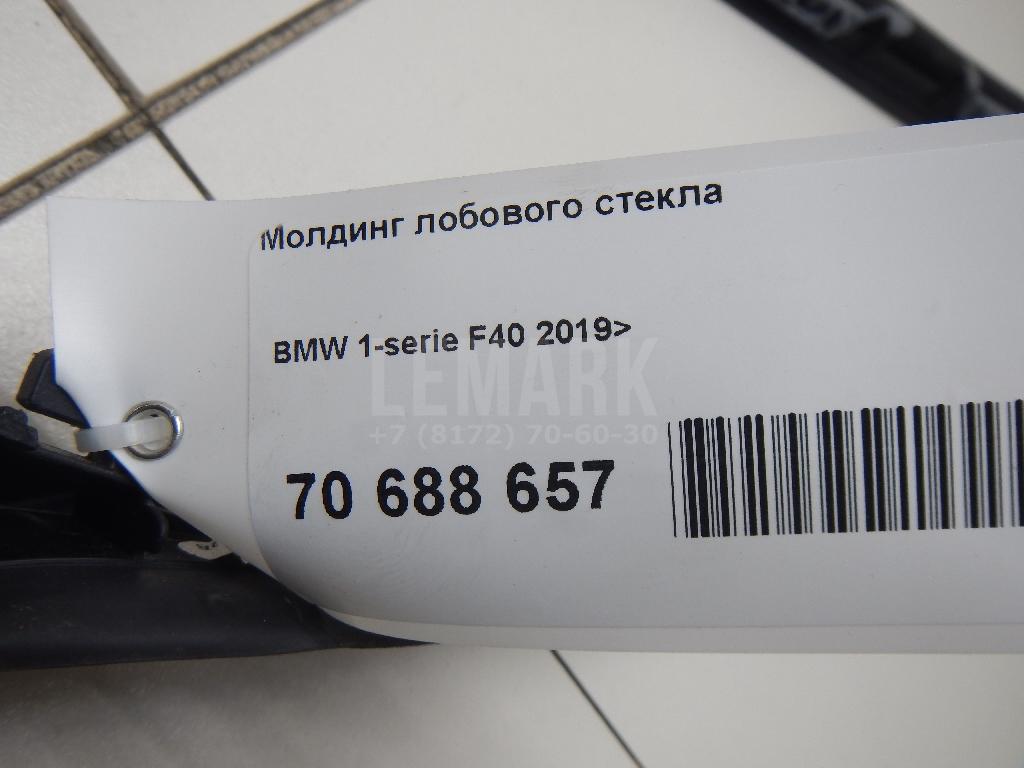 Молдинг лобового стекла
BMW 1-serie F40 2019>
LEMARK
+7 (8172) 70-60-30
70 688 657